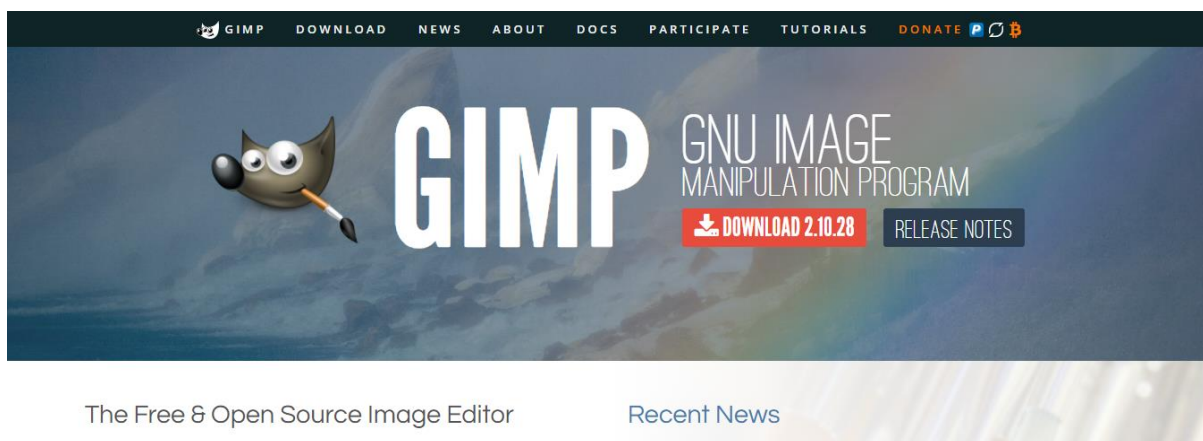 GIMP DOWNLOAD NEWS ABOUT DOCS PARTICIPATE TUTORIALS DONATE
GIMP
GNU IMAGE
MANIPULATION PROGRAM
DOWNLOAD 2.10.28 RELEASE NOTES
The Free & Open Source Image Editor
Recent News